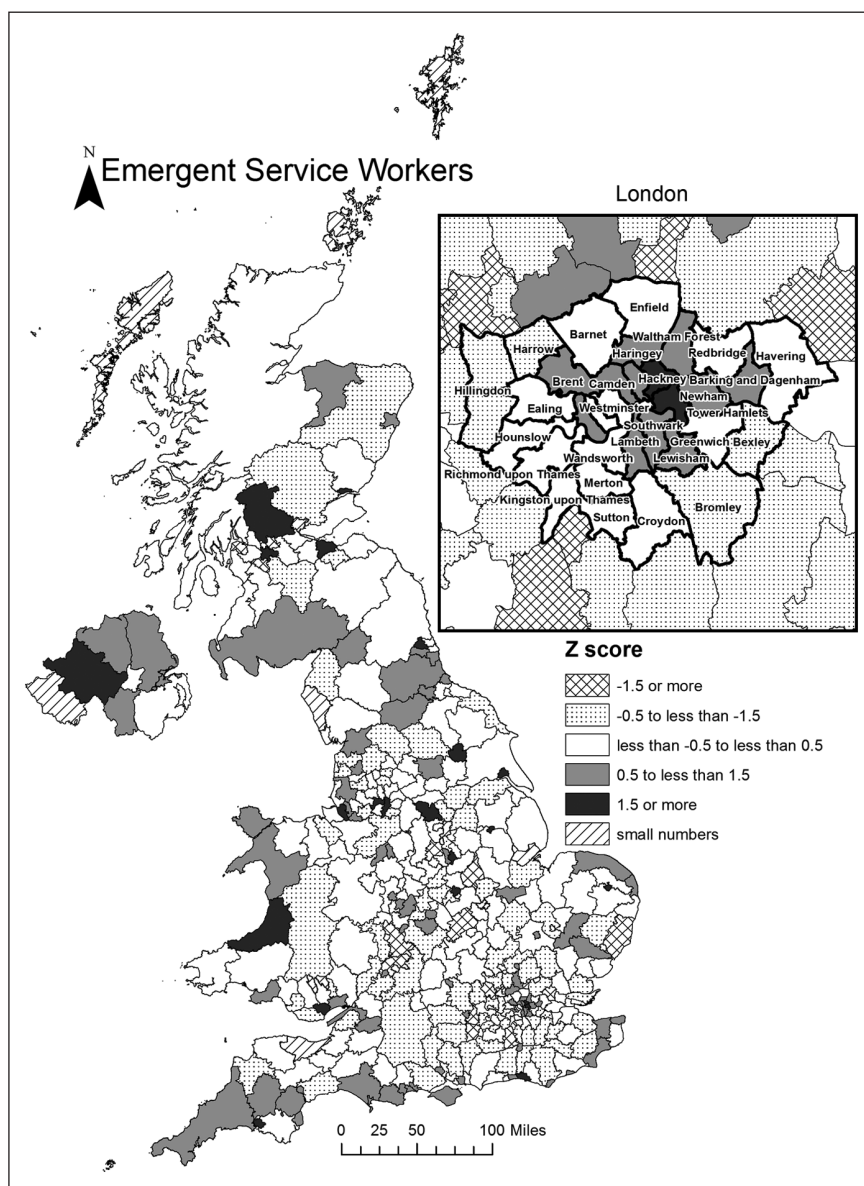 N
Emergent Service Workers
London
Enfield
Barnet
Harrow
Waltham Forest
Haringey
Redbridge
Havering
Hillingdon
Brent
Camden
Hackney
Barking and Dagenham
Newham
Ealing
Westminster
Tower Hamlets
Southwark
Hounslow
Lambeth
Greenwich
Bexley
Wandsworth
Lewisham
Richmond upon Thames
Merton
Kingston upon Thames
Bromley
Sutton
Croydon
Z score
-1.5 or more
-0.5 to less than -1.5
less than -0.5 to less than 0.5
0.5 to less than 1.5
1.5 or more
small numbers
0 25 50 100 Miles